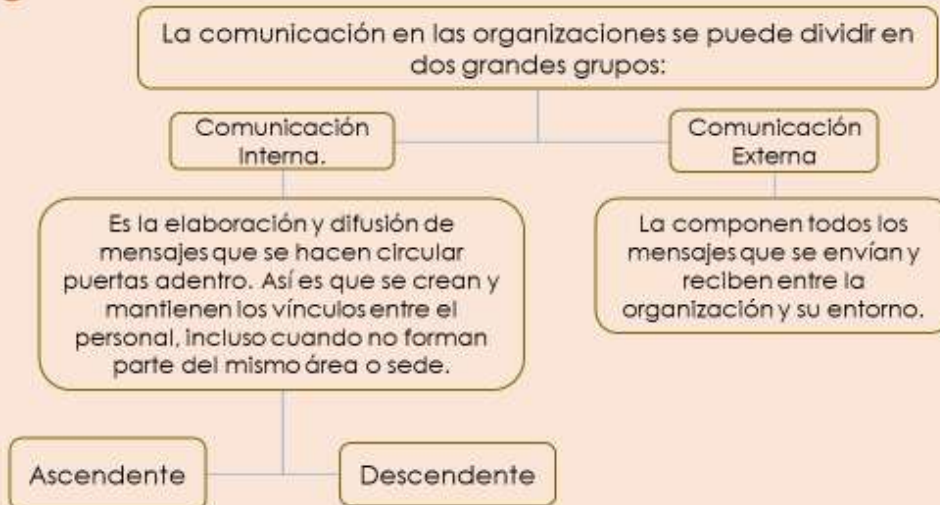 La comunicación en las organizaciones se puede dividir en
dos grandes grupos:
Comunicación
Interna.
Comunicación
Externa
Es la elaboración y difusión de
mensajes que se hacen circular
puertas adentro. Así es que se crean y
mantienen los vínculos entre el
personal, incluso cuando no forman
parte del mismo área o sede.
La componen todos los
mensajes que se envían y
reciben entre la
organización y su entorno.
Ascendente
Descendente